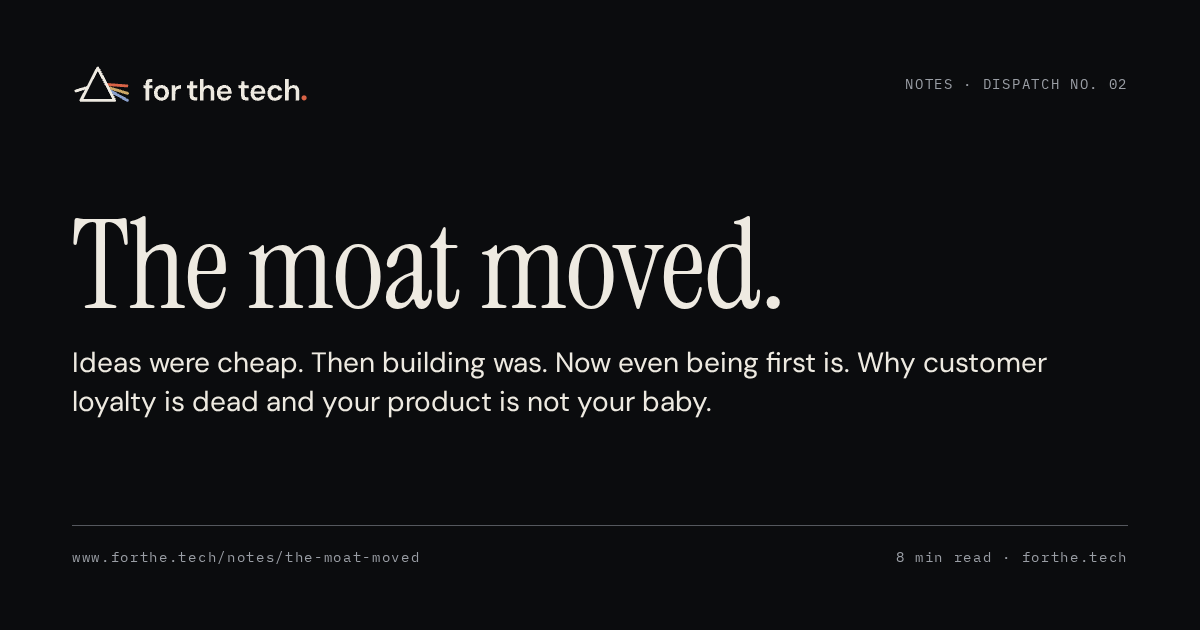 for the tech.
NOTES · DISPATCH NO. 02
The moat moved.
Ideas were cheap. Then building was. Now even being first is. Why customer
loyalty is dead and your product is not your baby.
www.forthe.tech/notes/the-moat-moved
8 min read · forthe.tech